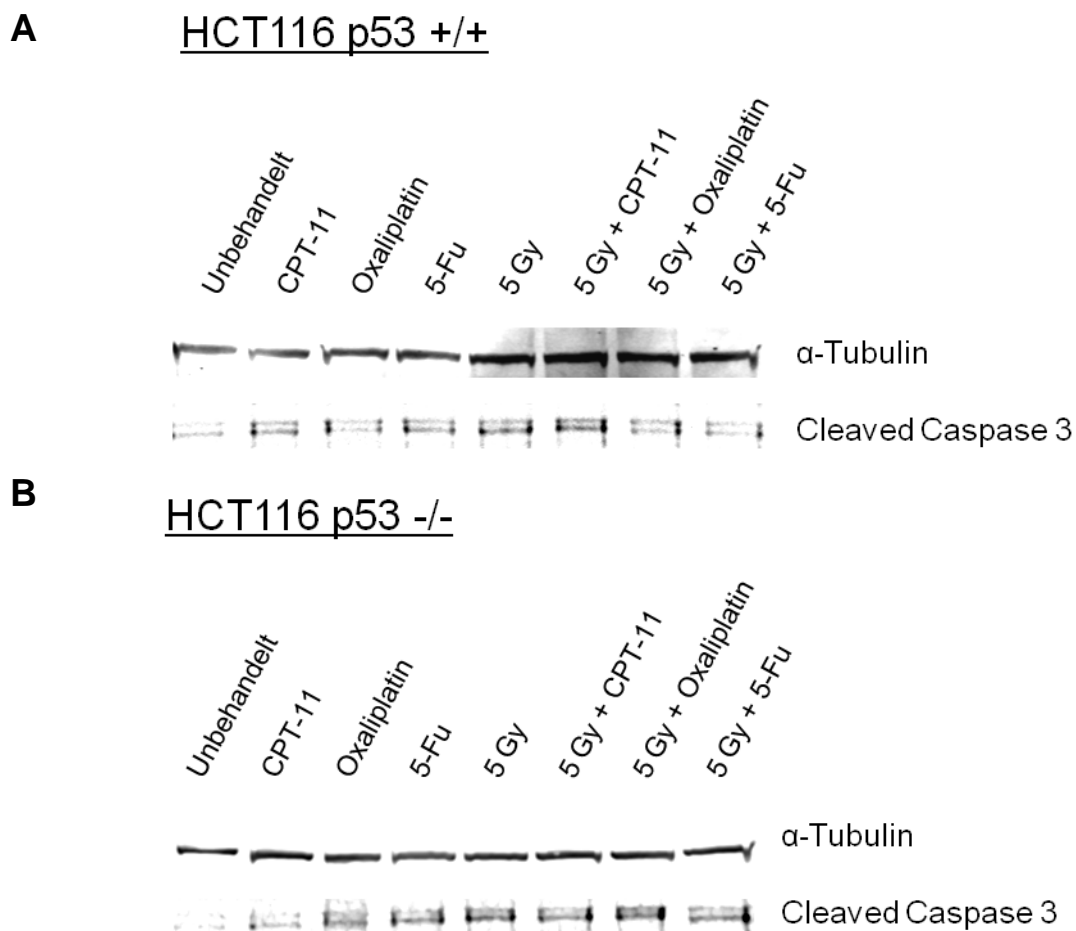 A
HCT116 p53 +/+
Unbehandelt
CPT-11
Oxaliplatin
5-Fu
5 Gy
5 Gy + CPT-11
5 Gy + Oxaliplatin
5 Gy + 5-Fu
α-Tubulin
Cleaved Caspase 3
B
HCT116 p53 -/-
Unbehandelt
CPT-11
Oxaliplatin
5-Fu
5 Gy
5 Gy + CPT-11
5 Gy + Oxaliplatin
5 Gy + 5-Fu
α-Tubulin
Cleaved Caspase 3